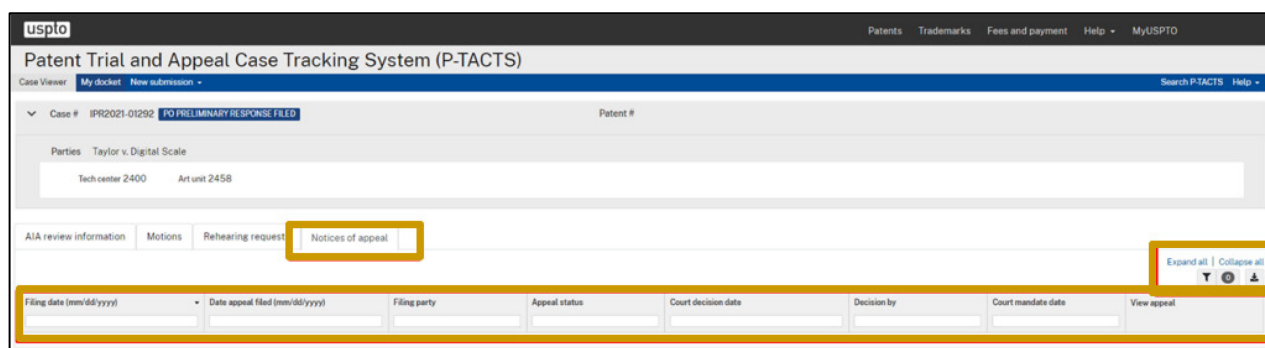 uspto Patents Trademarks Fees and payment Help MyUSPTO
Patent Trial and Appeal Case Tracking System (P-TACTS)
Case Viewer My docket New submission Search P-TACTS Help
Case # IPR2021-01292 PO PRELIMINARY RESPONSE FILED Patent #
Parties Taylor v. Digital Scale
Tech center 2400 Art unit 2458
AIA review information Motions Rehearing request Notices of appeal
Expand all | Collapse all
0
Filing date (mm/dd/yyyy) Date appeal filed (mm/dd/yyyy) Filing party Appeal status Court decision date Decision by Court mandate date View appeal